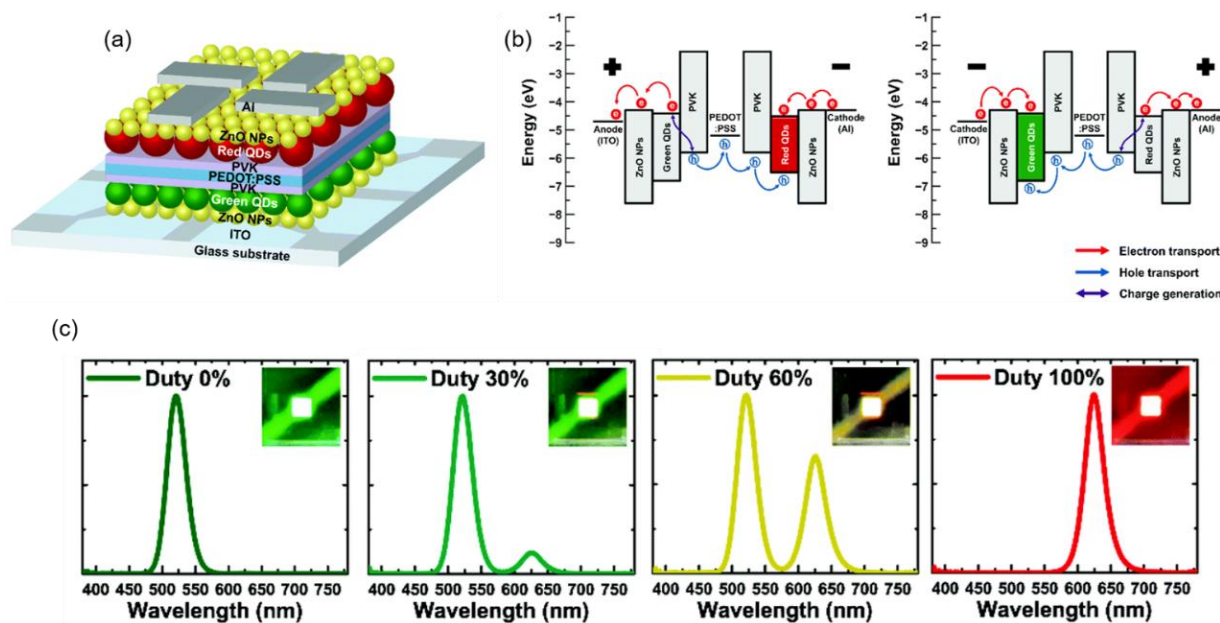 (a)
Al
ZnO NPs
Red QDs
PVK
PEDOT:PSS
PVK
Green QDs
ZnO NPs
ITO
Glass substrate
(b)
Energy (eV)
−1
−2
−3
−4
−5
−6
−7
−8
−9
+
−
Anode
(ITO)
ZnO NPs
Green QDs
PVK
PEDOT
:PSS
PVK
Red QDs
ZnO NPs
Cathode
(Al)
e
e
e
e
e
e
h
h
h
h
−1
−2
−3
−4
−5
−6
−7
−8
−9
−
+
Cathode
(ITO)
ZnO NPs
Green QDs
PVK
PEDOT
:PSS
PVK
Red QDs
ZnO NPs
Anode
(Al)
e
e
e
e
e
e
h
h
h
h
Electron transport
Hole transport
Charge generation
(c)
Duty 0%
400 450 500 550 600 650 700 750
Wavelength (nm)
Duty 30%
400 450 500 550 600 650 700 750
Wavelength (nm)
Duty 60%
400 450 500 550 600 650 700 750
Wavelength (nm)
Duty 100%
400 450 500 550 600 650 700 750
Wavelength (nm)